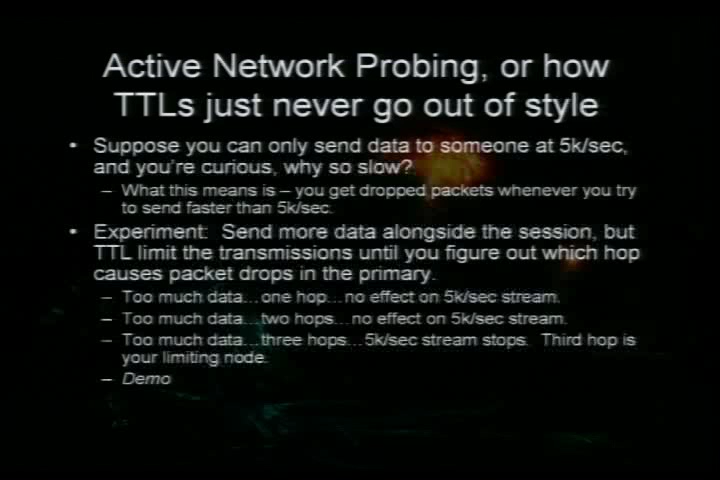 Active Network Probing, or how
TTLs just never go out of style
• Suppose you can only send data to someone at 5k/sec,
and you're curious, why so slow?
– What this means is – you get dropped packets whenever you try
to send faster than 5k/sec.
• Experiment: Send more data alongside the session, but
TTL limit the transmissions until you figure out which hop
causes packet drops in the primary.
– Too much data…one hop…no effect on 5k/sec stream.
– Too much data…two hops…no effect on 5k/sec stream.
– Too much data…three hops…5k/sec stream stops. Third hop is
your limiting node.
– Demo